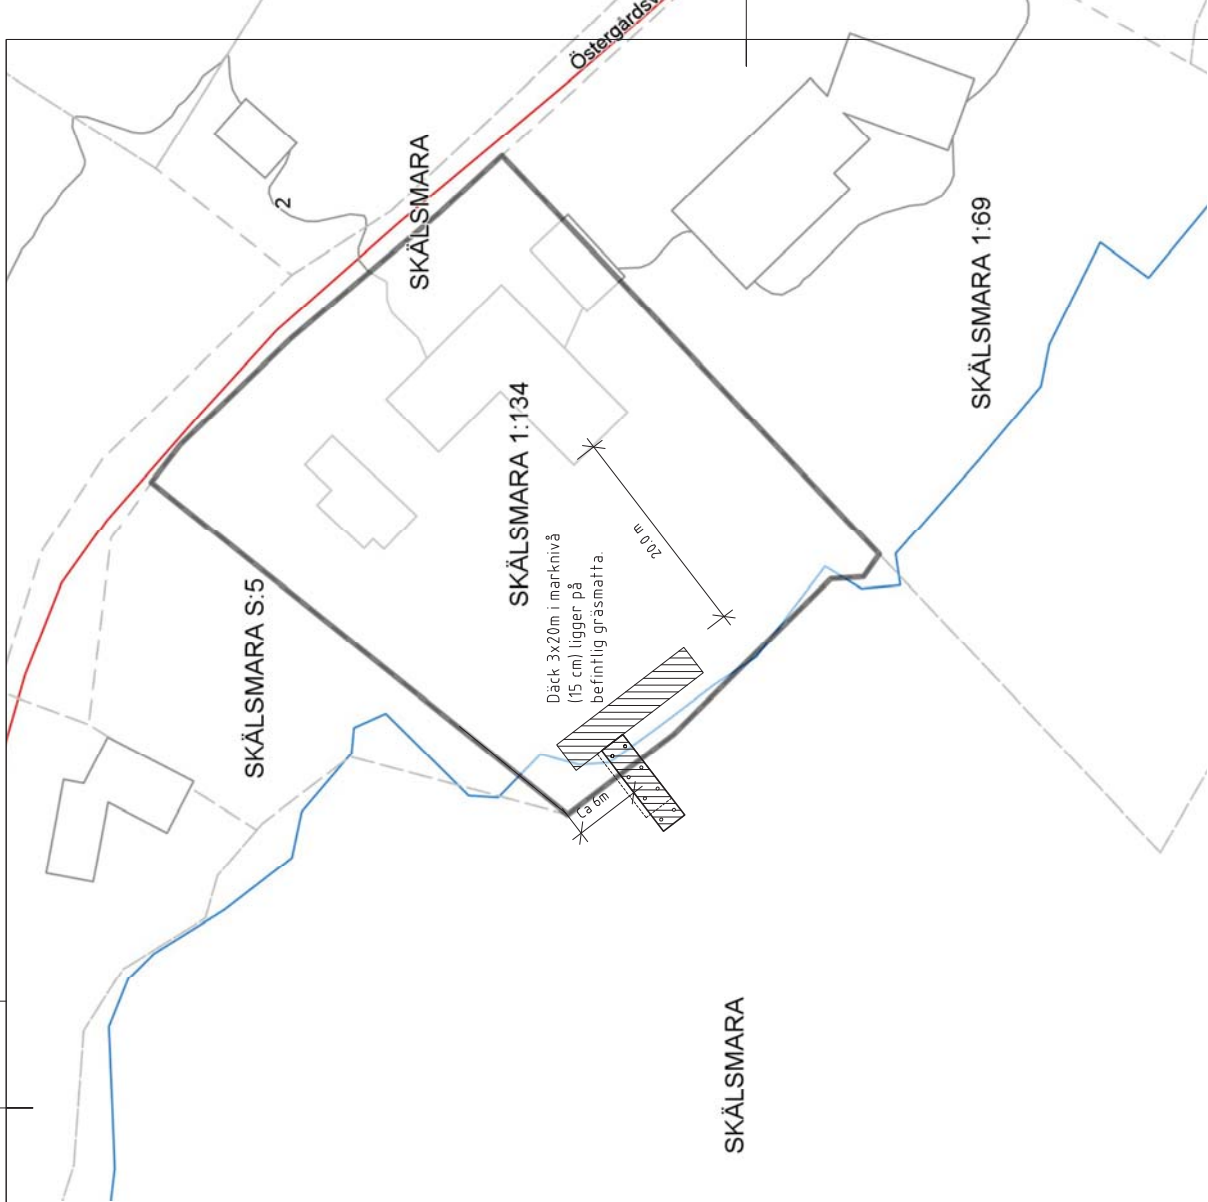 Östergårdsv
SKÄLSMARA
2
SKÄLSMARA 1:69
SKÄLSMARA 1:134
SKÄLSMARA S:5
20.0 m
Däck 3x20m i marknivå
(15 cm) ligger på
befintlig gräsmatta.
Ca 6m
SKÄLSMARA